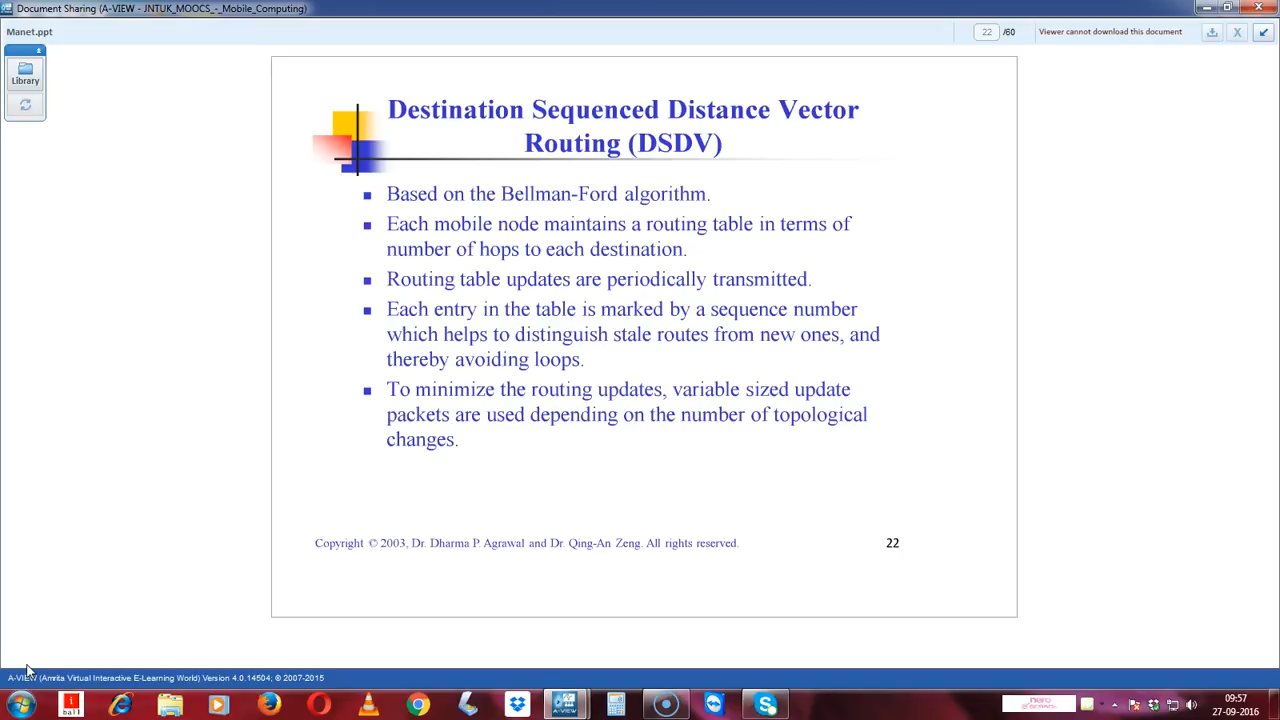 Document Sharing (A-VIEW - JNTUK_MOOCS_-_Mobile_Computing)
Manet.ppt
22 /60
Viewer cannot download this document
Library
Destination Sequenced Distance Vector
Routing (DSDV)
Based on the Bellman-Ford algorithm.
Each mobile node maintains a routing table in terms of
number of hops to each destination.
Routing table updates are periodically transmitted.
Each entry in the table is marked by a sequence number
which helps to distinguish stale routes from new ones, and
thereby avoiding loops.
To minimize the routing updates, variable sized update
packets are used depending on the number of topological
changes.
Copyright © 2003, Dr. Dharma P. Agrawal and Dr. Qing-An Zeng. All rights reserved.
22
A-VIEW (Amrita Virtual Interactive E-Learning World) Version 4.0.14504; © 2007-2015
i
ball
A-VIEW
09:57
27-09-2016